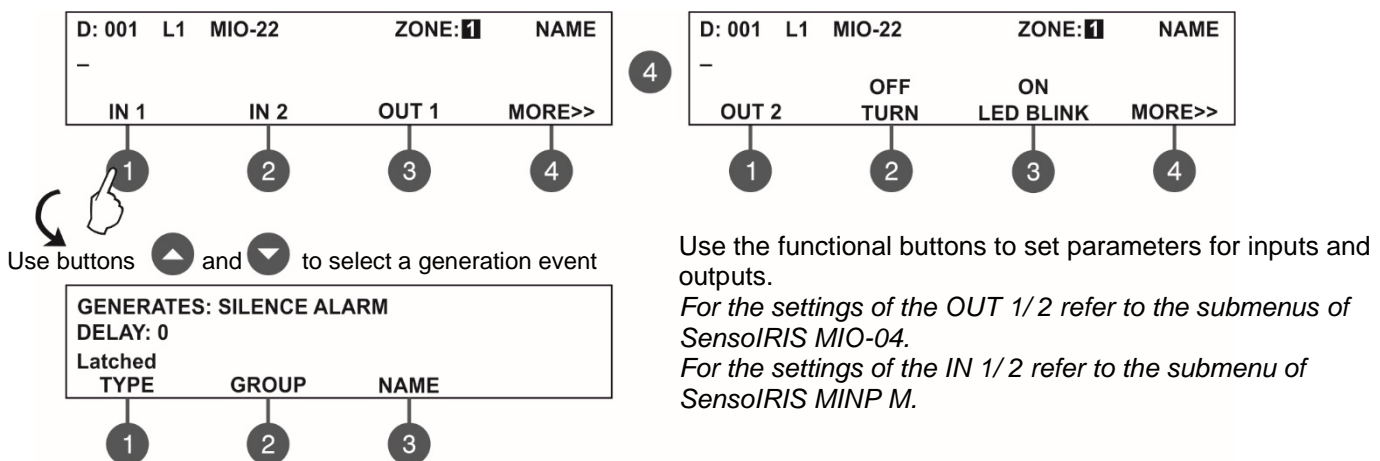 D: 001 L1 MIO-22 ZONE:1 NAME
_
IN 1 IN 2 OUT 1 MORE>>
1 2 3 4
4
D: 001 L1 MIO-22 ZONE:1 NAME
_
OFF ON
OUT 2 TURN LED BLINK MORE>>
1 2 3 4
Use buttons and to select a generation event
GENERATES: SILENCE ALARM
DELAY: 0
Latched
TYPE GROUP NAME
1 2 3
Use the functional buttons to set parameters for inputs and
outputs.
For the settings of the OUT 1/ 2 refer to the submenus of
SensoIRIS MIO-04.
For the settings of the IN 1/ 2 refer to the submenu of
SensoIRIS MINP M.